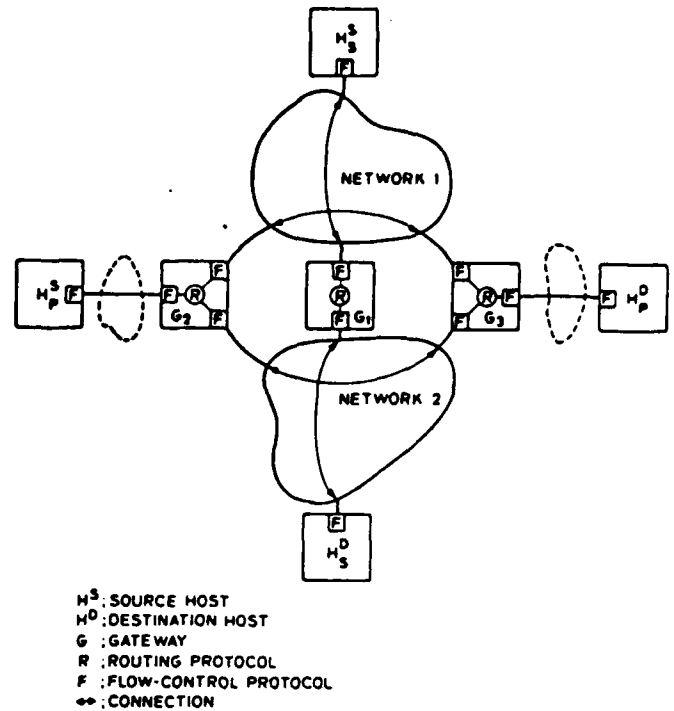 H^S_S
F
NETWORK 1
F F F
H^S_P F F R R F R F F H^D_P
G2 F F G1 F G3
NETWORK 2
F
H^D_S
H^S ; SOURCE HOST
H^D ; DESTINATION HOST
G ; GATEWAY
R ; ROUTING PROTOCOL
F ; FLOW-CONTROL PROTOCOL
↔ ; CONNECTION